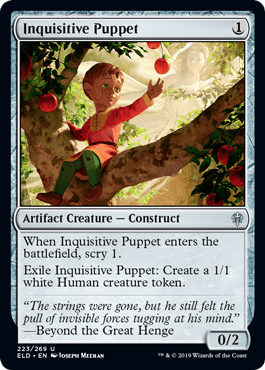 Inquisitive Puppet 1
Artifact Creature — Construct
When Inquisitive Puppet enters the
battlefield, scry 1.
Exile Inquisitive Puppet: Create a 1/1
white Human creature token.
“The strings were gone, but he still felt the
pull of invisible forces tugging at his mind.”
—Beyond the Great Henge
0/2
223/269 U
ELD • EN Joseph Meehan ™ & © 2019 Wizards of the Coast